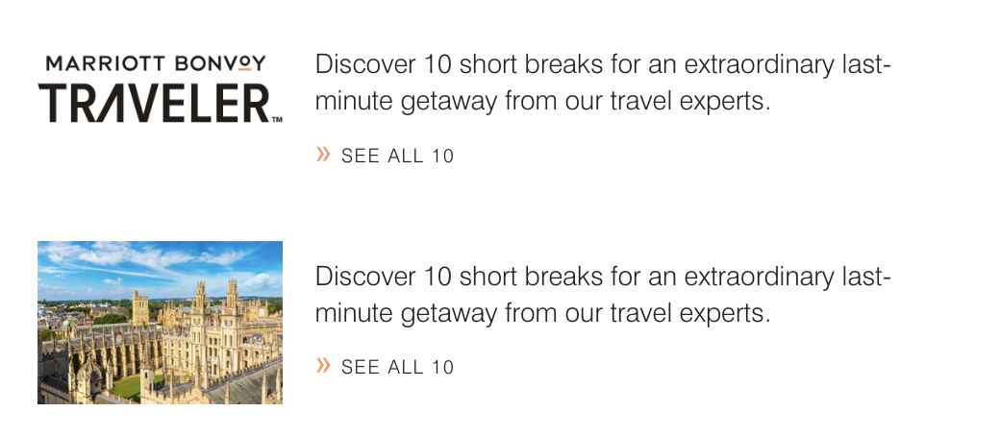 MARRIOTT BONVOY
TRAVELER™
Discover 10 short breaks for an extraordinary last-
minute getaway from our travel experts.
» SEE ALL 10
Discover 10 short breaks for an extraordinary last-
minute getaway from our travel experts.
» SEE ALL 10